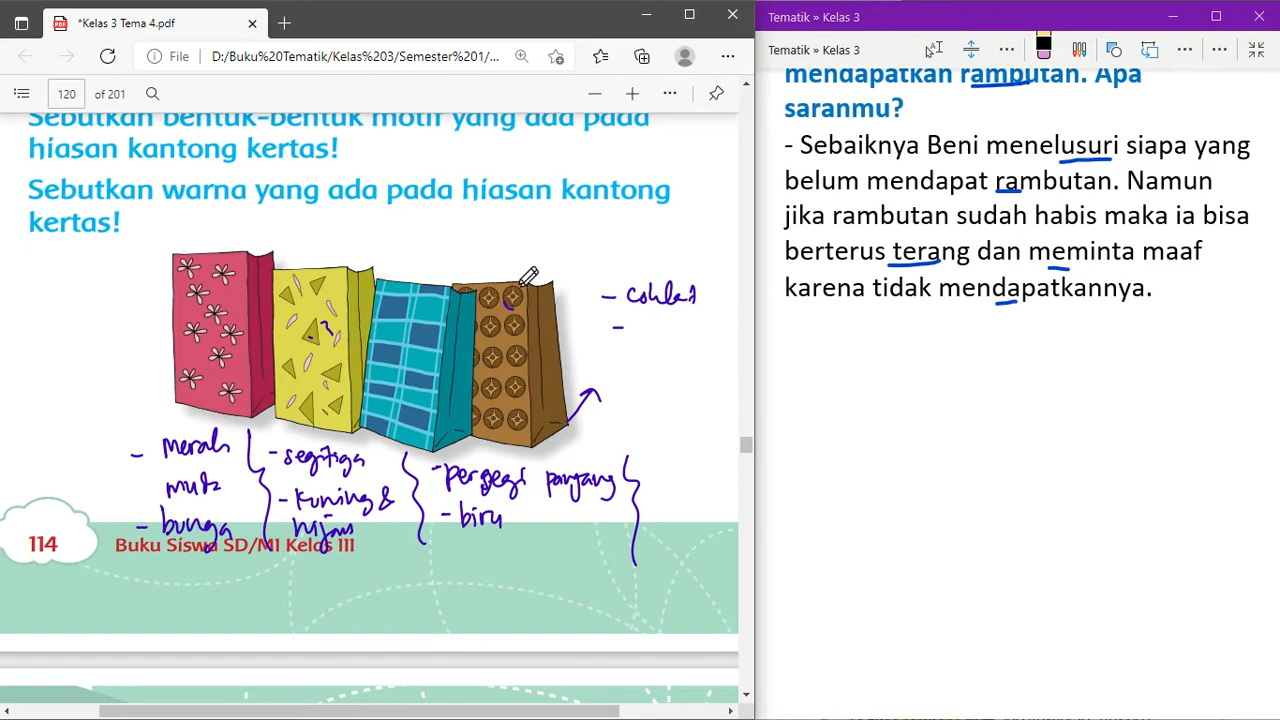 *Kelas 3 Tema 4.pdf
File
D:/Buku%20Tematik/Kelas%203/Semester%201/...
120 of 201
Sebutkan bentuk-bentuk motif yang ada pada
hiasan kantong kertas!
Sebutkan warna yang ada pada hiasan kantong
kertas!
- Coklat
-
- merah
muda
- bunga
- segitiga
- kuning &
hijau
- persegi panjang
- biru
114 Buku Siswa SD/MI Kelas III
Tematik » Kelas 3
Tematik » Kelas 3
mendapatkan rambutan. Apa
saranmu?
- Sebaiknya Beni menelusuri siapa yang
belum mendapat rambutan. Namun
jika rambutan sudah habis maka ia bisa
berterus terang dan meminta maaf
karena tidak mendapatkannya.